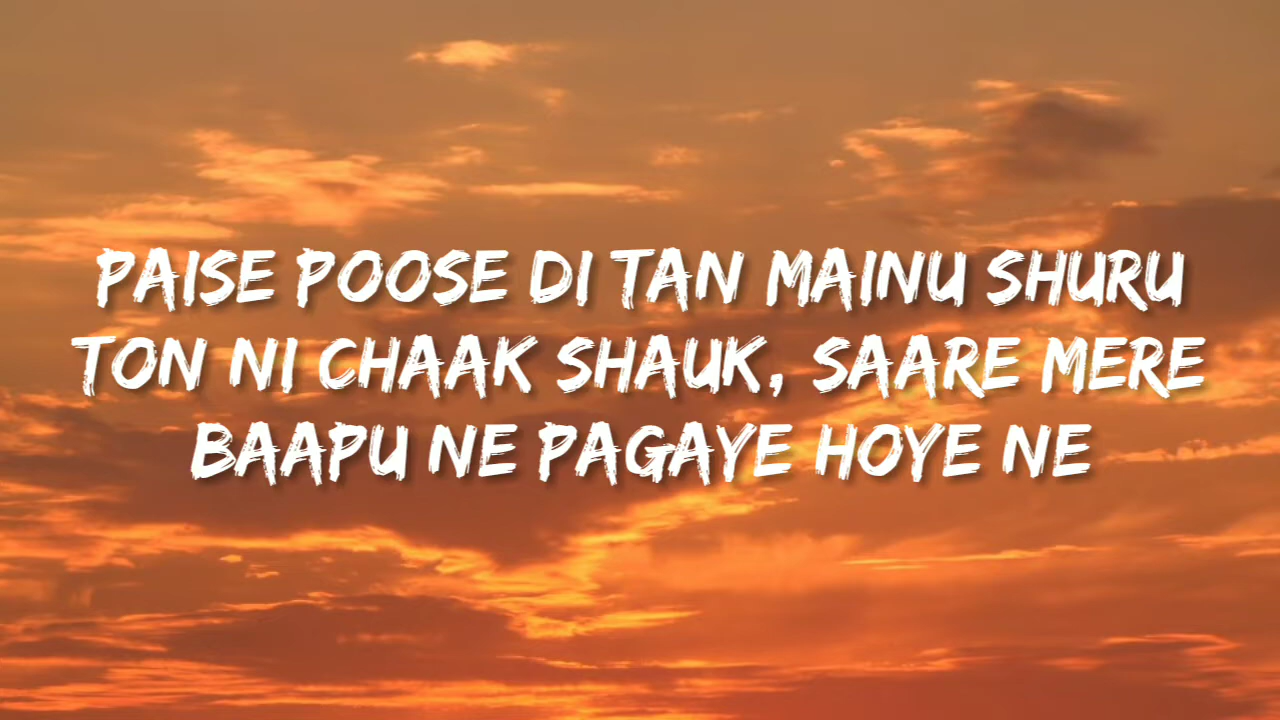 PAISE POOSE DI TAN MAINU SHURU
TON NI CHAAK SHAUK, SAARE MERE
BAAPU NE PAGAYE HOYE NE